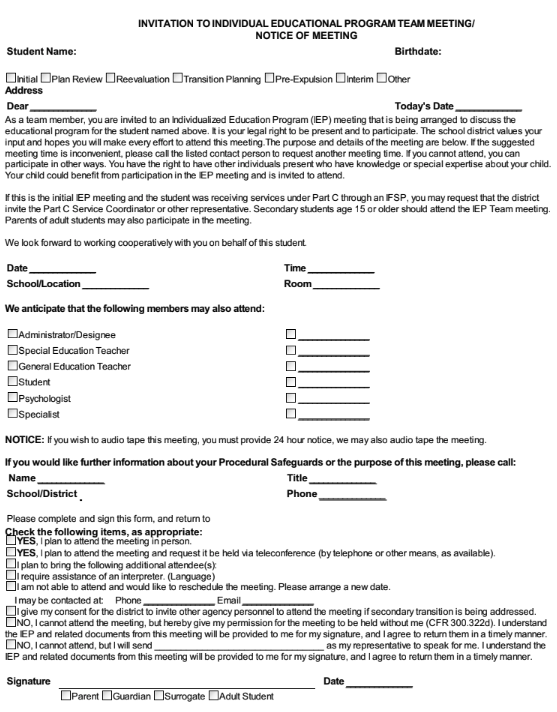 INVITATION TO INDIVIDUAL EDUCATIONAL PROGRAM TEAM MEETING/
NOTICE OF MEETING
Student Name: Birthdate:
Initial Plan Review Reevaluation Transition Planning Pre-Expulsion Interim Other
Address
Dear Today's Date
As a team member, you are invited to an Individualized Education Program (IEP) meeting that is being arranged to discuss the
educational program for the student named above. It is your legal right to be present and to participate. The school district values your
input and hopes you will make every effort to attend this meeting.The purpose and details of the meeting are below. If the suggested
meeting time is inconvenient, please call the listed contact person to request another meeting time. If you cannot attend, you can
participate in other ways. You have the right to have other individuals present who have knowledge or special expertise about your child.
Your child could benefit from participation in the IEP meeting and is invited to attend.
If this is the initial IEP meeting and the student was receiving services under Part C through an IFSP, you may request that the district
invite the Part C Service Coordinator or other representative. Secondary students age 15 or older should attend the IEP Team meeting.
Parents of adult students may also participate in the meeting.
We look forward to working cooperatively with you on behalf of this student.
Date Time
School/Location Room
We anticipate that the following members may also attend:
Administrator/Designee
Special Education Teacher
General Education Teacher
Student
Psychologist
Specialist
NOTICE: If you wish to audio tape this meeting, you must provide 24 hour notice, we may also audio tape the meeting.
If you would like further information about your Procedural Safeguards or the purpose of this meeting, please call:
Name Title
School/District Phone
Please complete and sign this form, and return to
Check the following items, as appropriate:
YES, I plan to attend the meeting in person.
YES, I plan to attend the meeting and request it be held via teleconference (by telephone or other means, as available).
I plan to bring the following additional attendee(s):
I require assistance of an interpreter. (Language)
I am not able to attend and would like to reschedule the meeting. Please arrange a new date.
I may be contacted at: Phone Email
I give my consent for the district to invite other agency personnel to attend the meeting if secondary transition is being addressed.
NO, I cannot attend the meeting, but hereby give my permission for the meeting to be held without me (CFR 300.322d). I understand
the IEP and related documents from this meeting will be provided to me for my signature, and I agree to return them in a timely manner.
NO, I cannot attend, but I will send as my representative to speak for me. I understand the
IEP and related documents from this meeting will be provided to me for my signature, and I agree to return them in a timely manner.
Signature Date
Parent Guardian Surrogate Adult Student